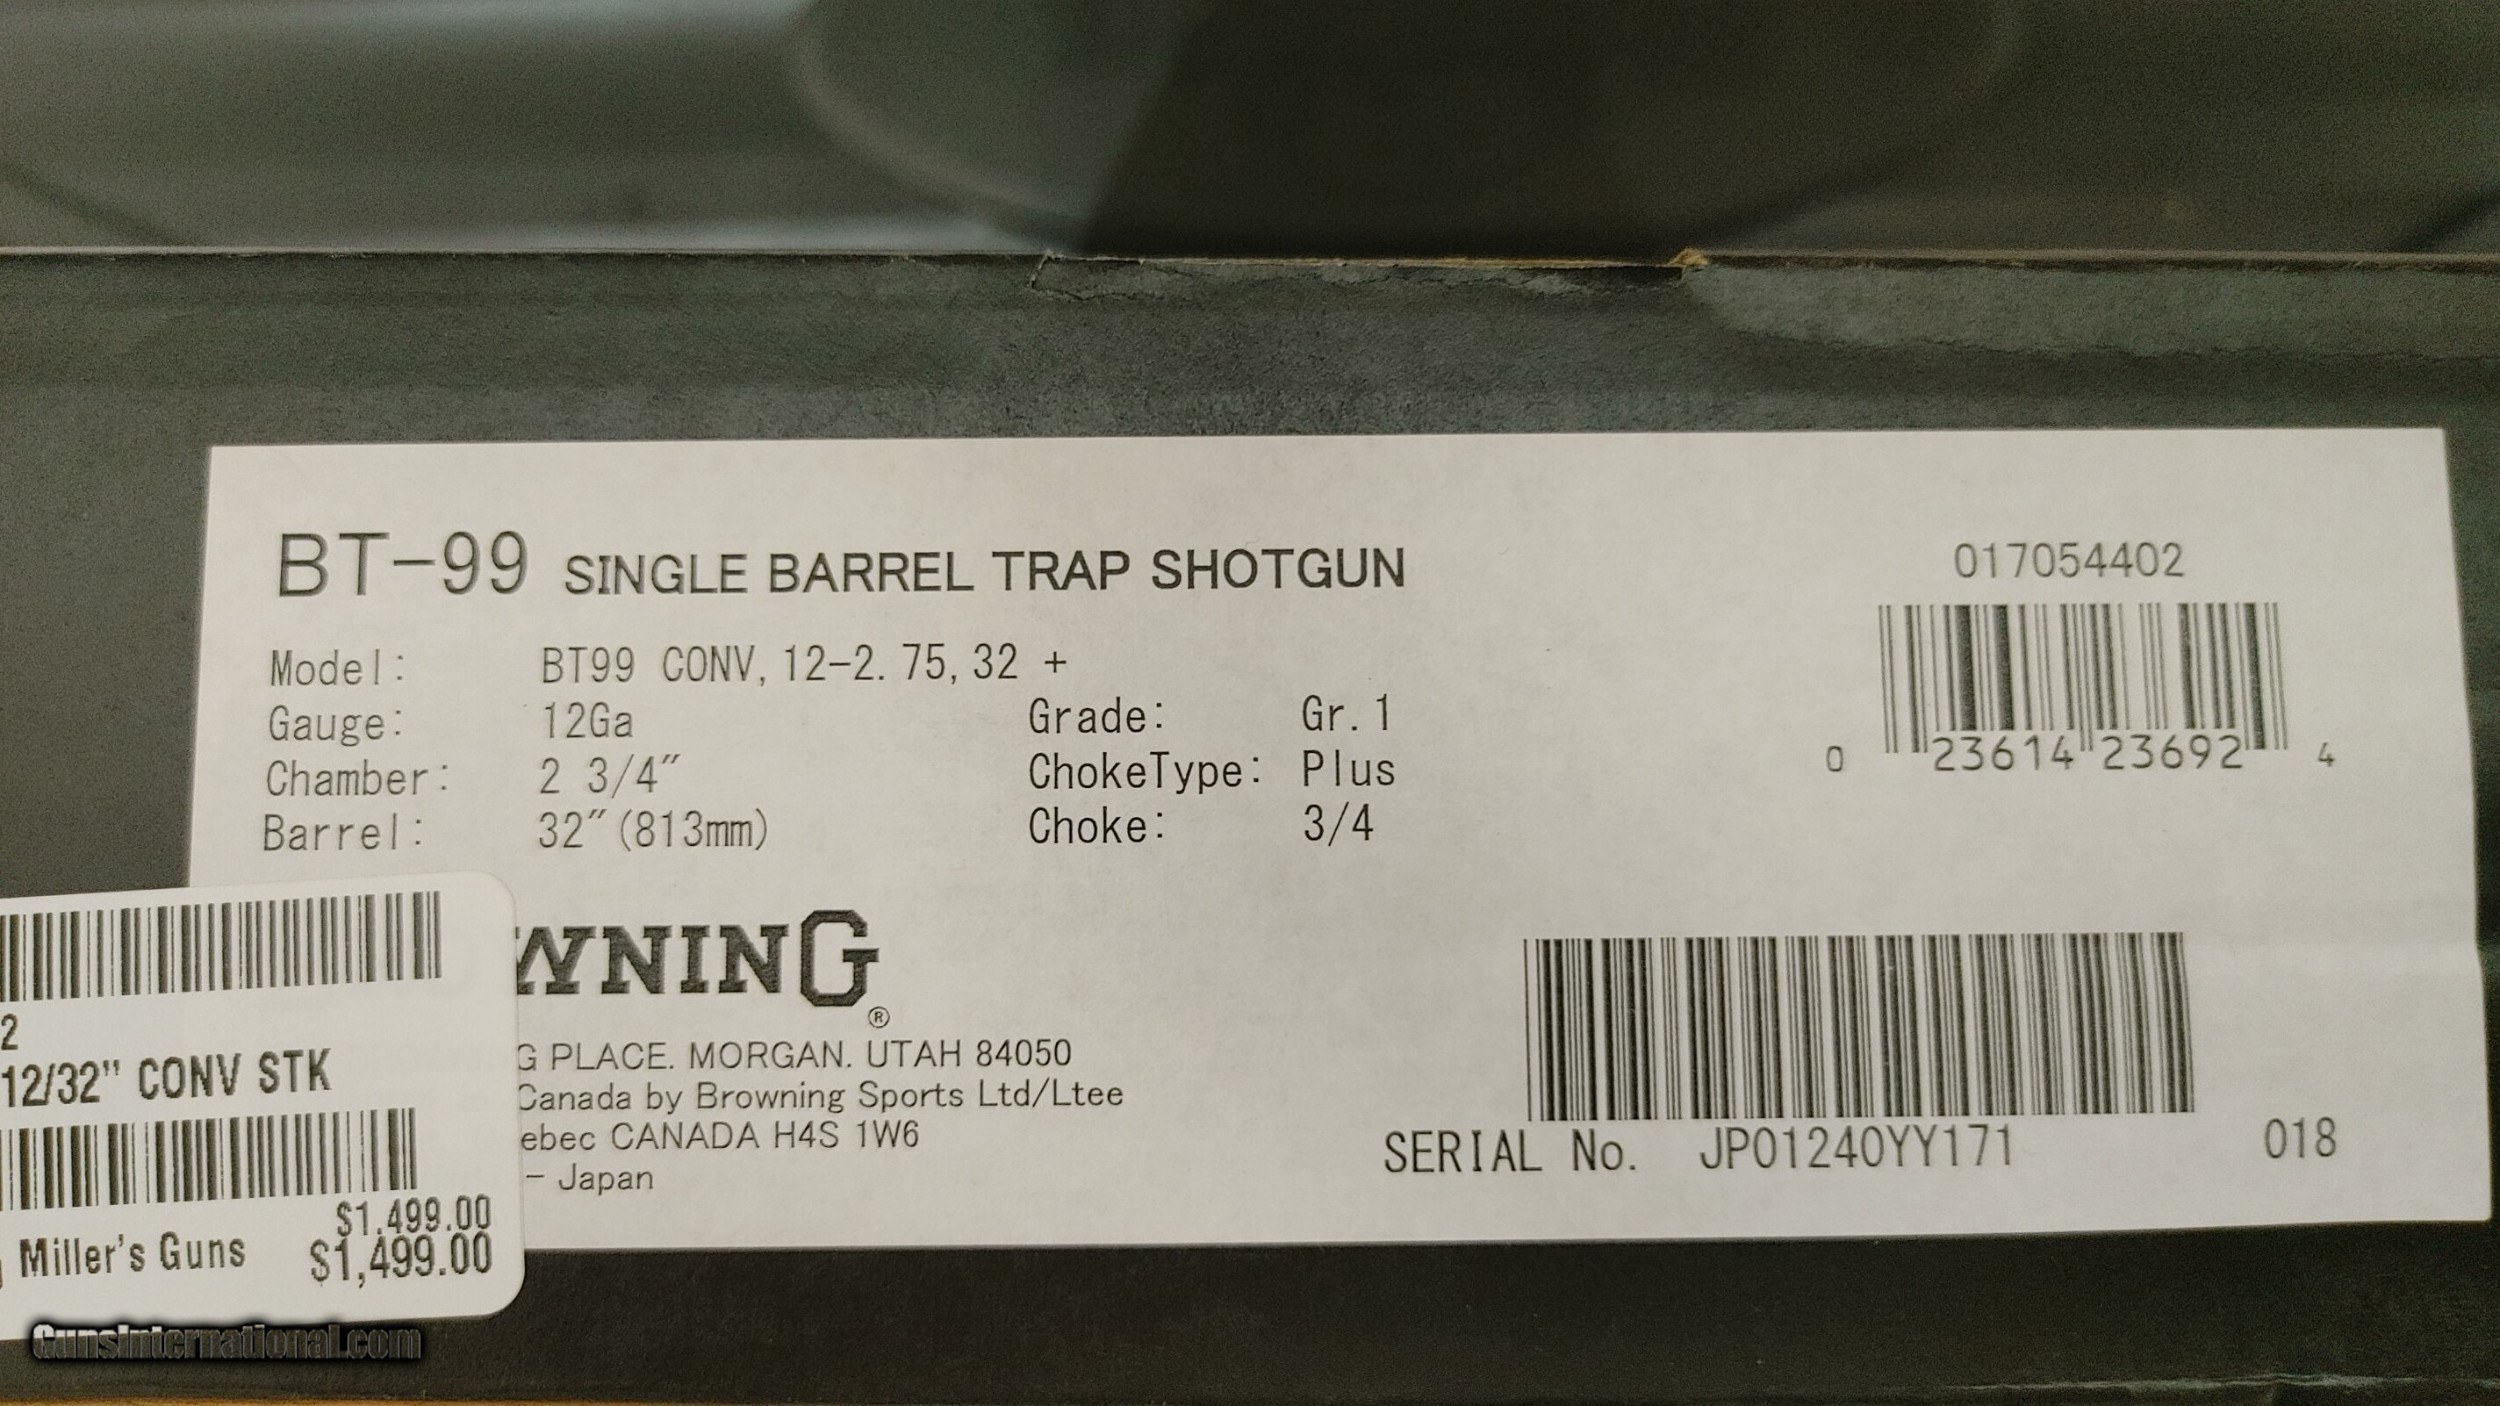 BT-99 SINGLE BARREL TRAP SHOTGUN
017054402
Model: BT99 CONV, 12-2. 75, 32 +
Gauge: 12Ga
Grade: Gr. 1
Chamber: 2 3/4"
ChokeType: Plus
Barrel: 32"(813mm)
Choke: 3/4
0 23614 23692 4
WNING®
G PLACE. MORGAN. UTAH 84050
Canada by Browning Sports Ltd/Ltee
ebec CANADA H4S 1W6
- Japan
SERIAL No. JP01240YY171
018
2
12/32" CONV STK
$1,499.00
Miller's Guns $1,499.00
GunsInternational.com